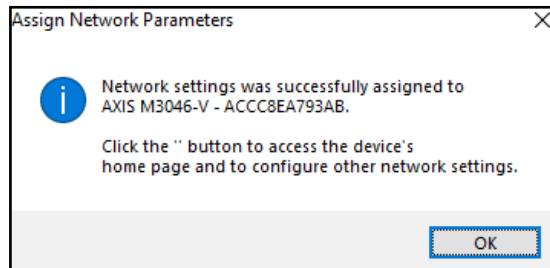 Assign Network Parameters
Network settings was successfully assigned to
AXIS M3046-V - ACCC8EA793AB.
Click the '' button to access the device's
home page and to configure other network settings.
OK